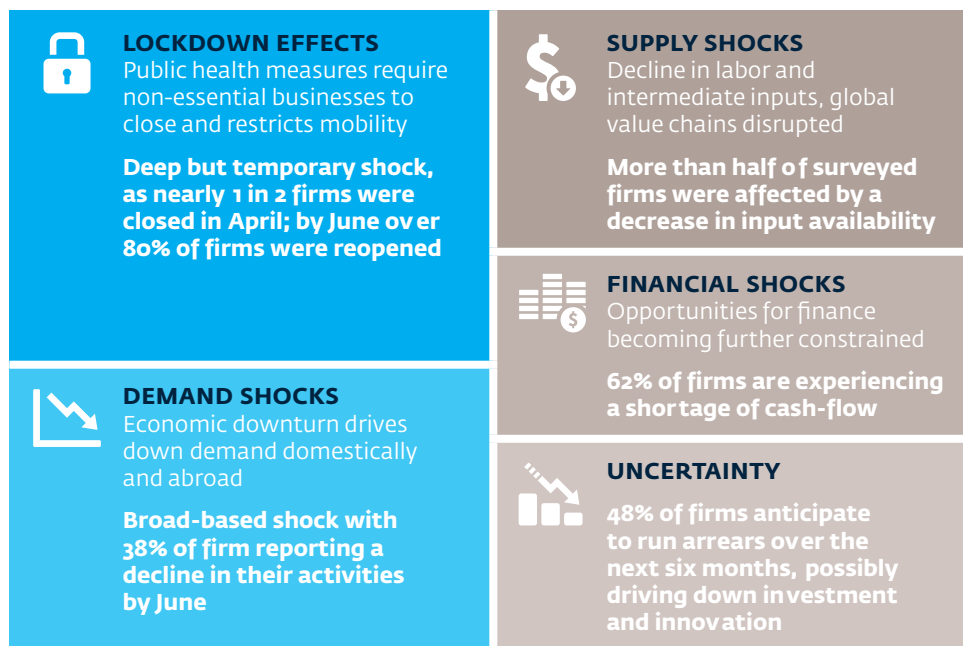 LOCKDOWN EFFECTS
Public health measures require
non-essential businesses to
close and restricts mobility
Deep but temporary shock,
as nearly 1 in 2 firms were
closed in April; by June over
80% of firms were reopened
DEMAND SHOCKS
Economic downturn drives
down demand domestically
and abroad
Broad-based shock with
38% of firm reporting a
decline in their activities
by June
SUPPLY SHOCKS
Decline in labor and
intermediate inputs, global
value chains disrupted
More than half of surveyed
firms were affected by a
decrease in input availability
FINANCIAL SHOCKS
Opportunities for finance
becoming further constrained
62% of firms are experiencing
a shortage of cash-flow
UNCERTAINTY
48% of firms anticipate
to run arrears over the
next six months, possibly
driving down investment
and innovation